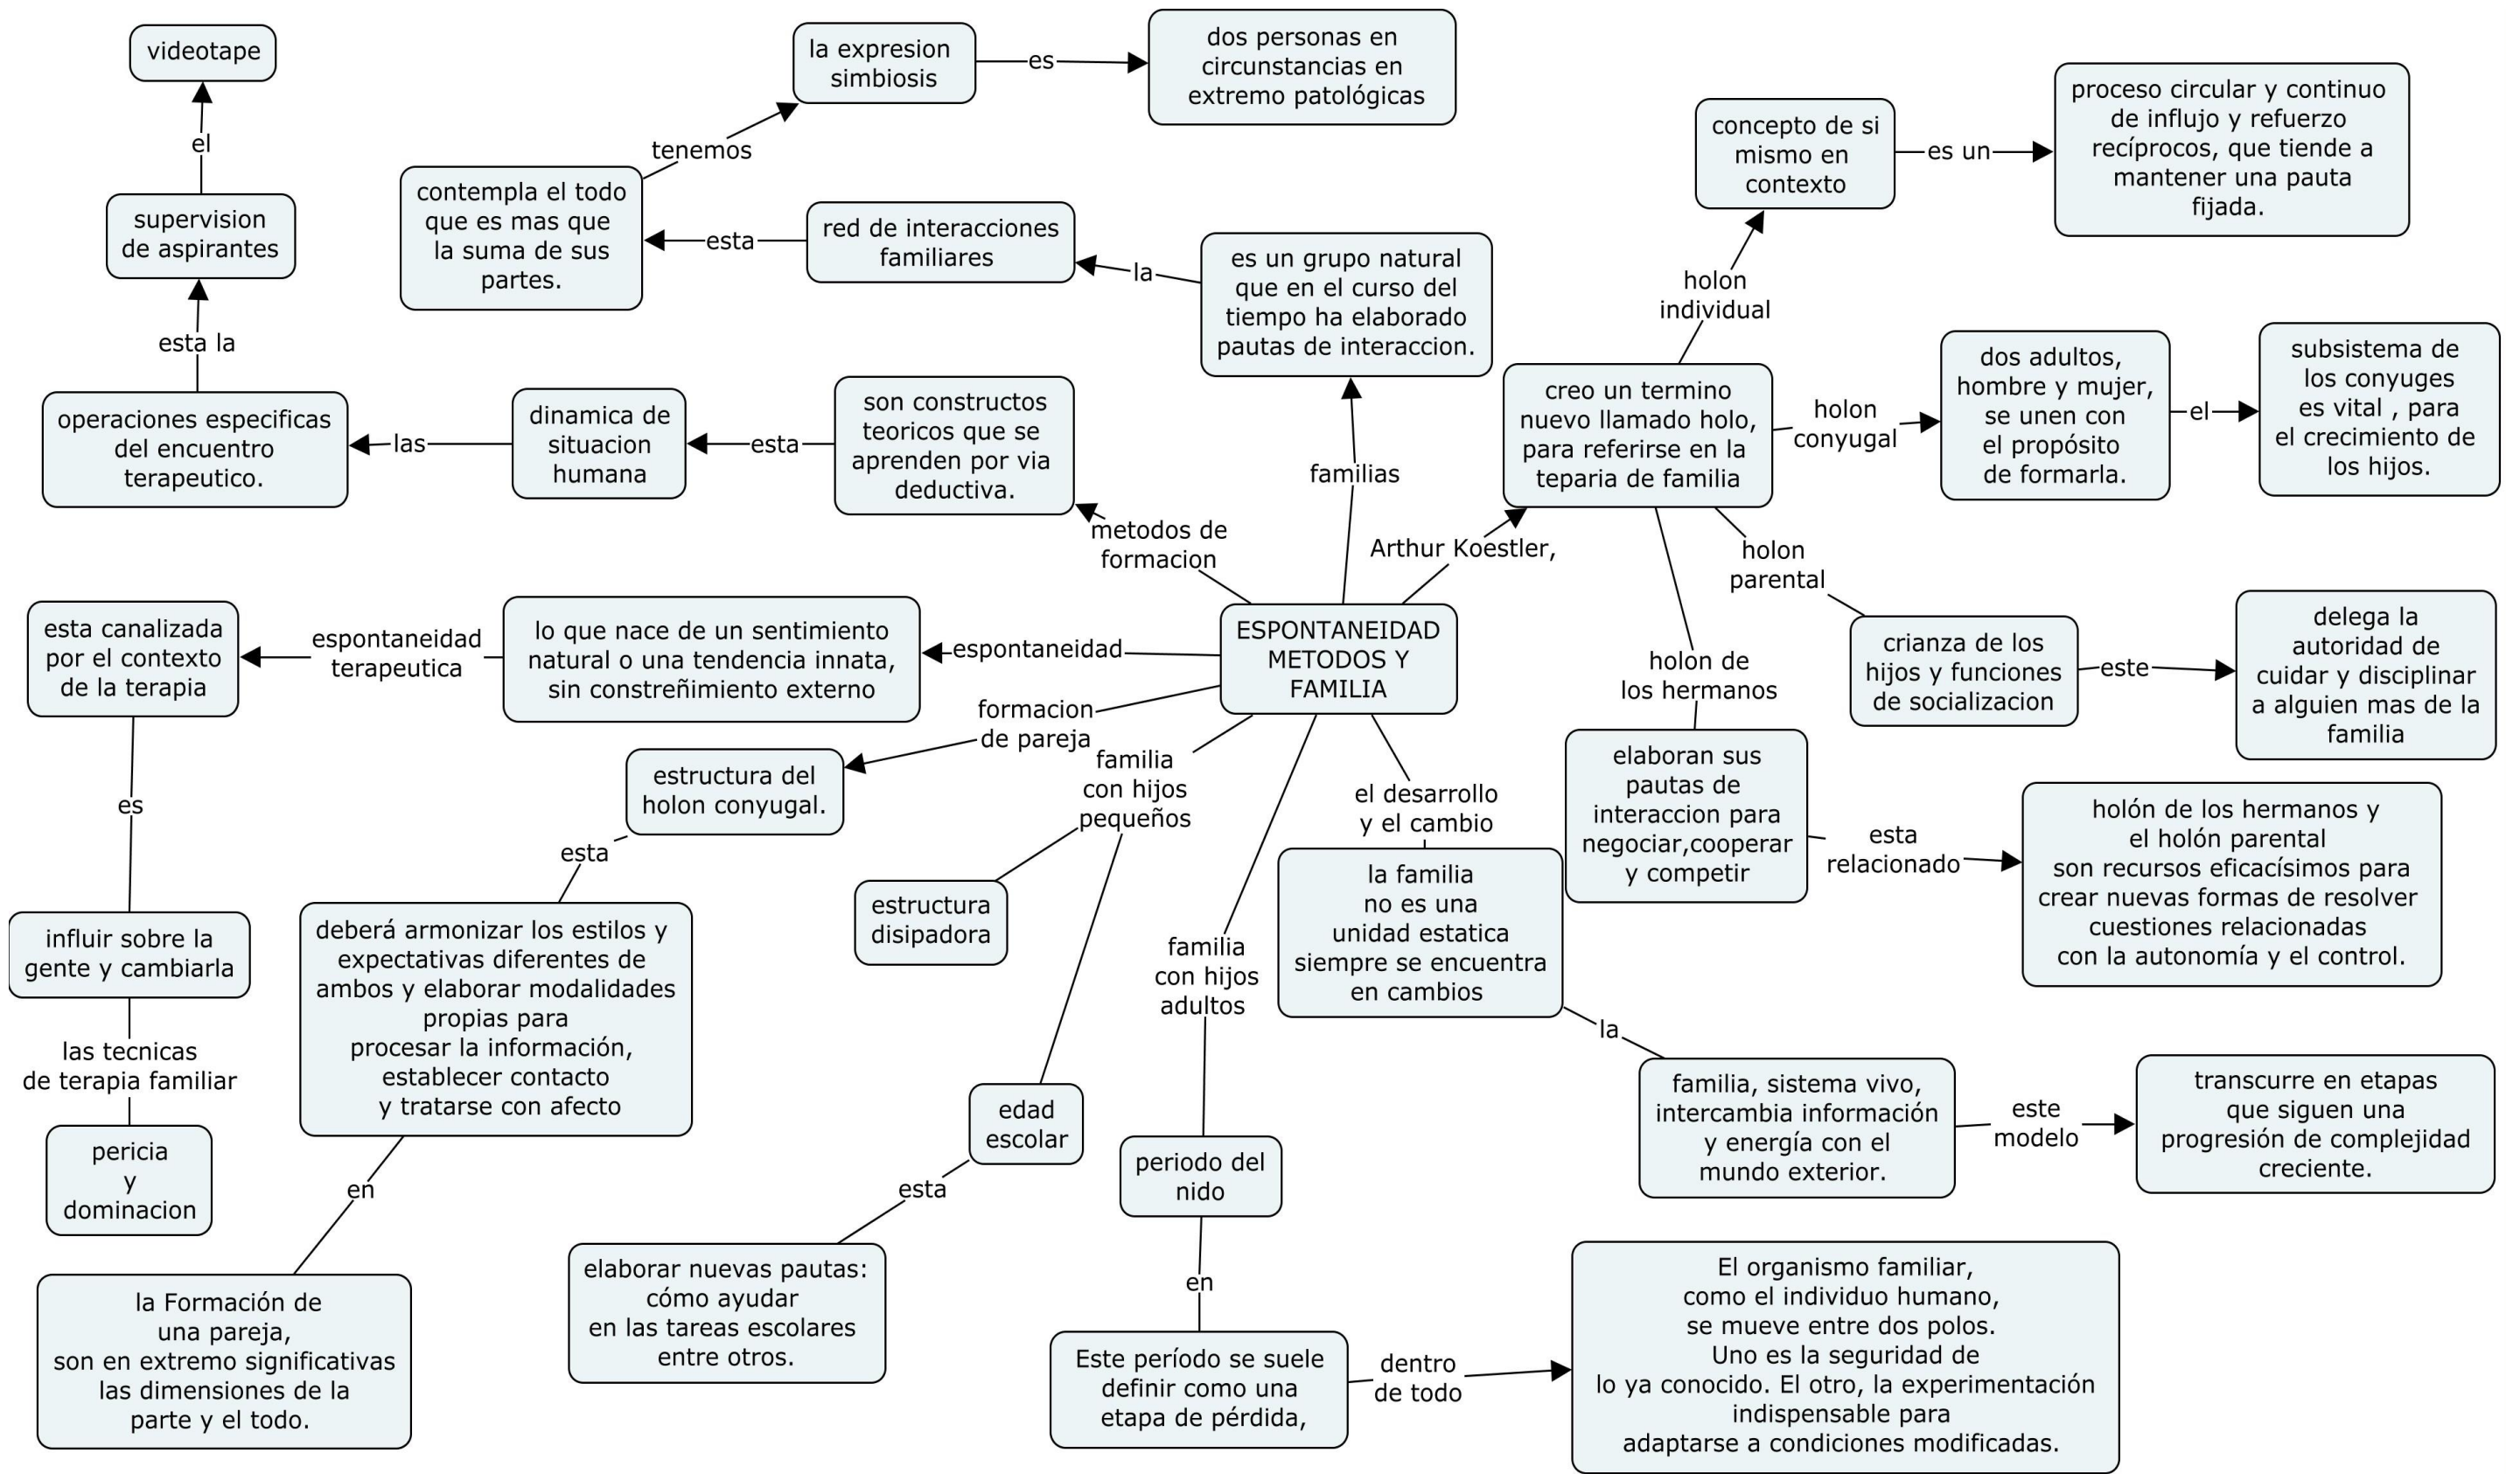 videotape
el
supervision
de aspirantes
esta la
operaciones especificas
del encuentro
terapeutico.
las
dinamica de
situacion
humana
esta
son constructos
teoricos que se
aprenden por via
deductiva.
metodos de
formacion
la expresion
simbiosis
es
dos personas en
circunstancias en
extremo patológicas
tenemos
contempla el todo
que es mas que
la suma de sus
partes.
esta
red de interacciones
familiares
la
es un grupo natural
que en el curso del
tiempo ha elaborado
pautas de interaccion.
familias
concepto de si
mismo en
contexto
es un
proceso circular y continuo
de influjo y refuerzo
recíprocos, que tiende a
mantener una pauta
fijada.
holon
individual
creo un termino
nuevo llamado holo,
para referirse en la
teparia de familia
holon
conyugal
dos adultos,
hombre y mujer,
se unen con
el propósito
de formarla.
el
subsistema de
los conyuges
es vital , para
el crecimiento de
los hijos.
Arthur Koestler,
holon
parental
crianza de los
hijos y funciones
de socializacion
este
delega la
autoridad de
cuidar y disciplinar
a alguien mas de la
familia
holon de
los hermanos
elaboran sus
pautas de
interaccion para
negociar,cooperar
y competir
esta
relacionado
holón de los hermanos y
el holón parental
son recursos eficacísimos para
crear nuevas formas de resolver
cuestiones relacionadas
con la autonomía y el control.
ESPONTANEIDAD
METODOS Y
FAMILIA
espontaneidad
lo que nace de un sentimiento
natural o una tendencia innata,
sin constreñimiento externo
espontaneidad
terapeutica
esta canalizada
por el contexto
de la terapia
es
influir sobre la
gente y cambiarla
las tecnicas
de terapia familiar
pericia
y
dominacion
formacion
de pareja
estructura del
holon conyugal.
esta
deberá armonizar los estilos y
expectativas diferentes de
ambos y elaborar modalidades
propias para
procesar la información,
establecer contacto
y tratarse con afecto
en
la Formación de
una pareja,
son en extremo significativas
las dimensiones de la
parte y el todo.
familia
con hijos
pequeños
estructura
disipadora
edad
escolar
esta
elaborar nuevas pautas:
cómo ayudar
en las tareas escolares
entre otros.
familia
con hijos
adultos
periodo del
nido
en
Este período se suele
definir como una
etapa de pérdida,
dentro
de todo
El organismo familiar,
como el individuo humano,
se mueve entre dos polos.
Uno es la seguridad de
lo ya conocido. El otro, la experimentación
indispensable para
adaptarse a condiciones modificadas.
el desarrollo
y el cambio
la familia
no es una
unidad estatica
siempre se encuentra
en cambios
la
familia, sistema vivo,
intercambia información
y energía con el
mundo exterior.
este
modelo
transcurre en etapas
que siguen una
progresión de complejidad
creciente.